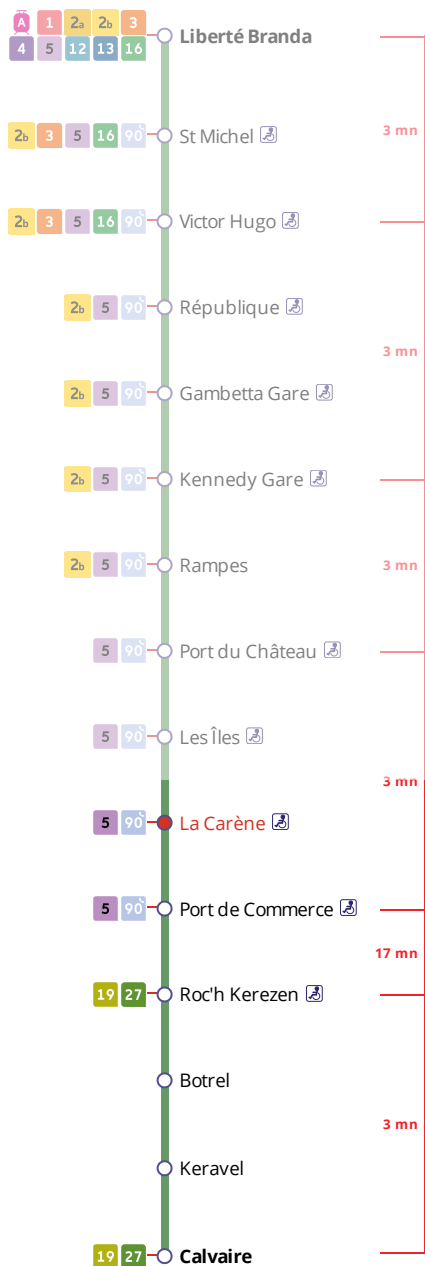 A 1 2a 2b 3
Liberté Branda
4 5 12 13 16
3 mn
2b 3 5 16 90 St Michel
2b 3 5 16 90 Victor Hugo
2b 5 90 République
3 mn
2b 5 90 Gambetta Gare
2b 5 90 Kennedy Gare
2b 5 90 Rampes 3 mn
5 90 Port du Château
5 90 Les Îles
3 mn
5 90 La Carène
5 90 Port de Commerce
17 mn
19 27 Roc'h Kerezen
Botrel
3 mn
Keravel
19 27 Calvaire